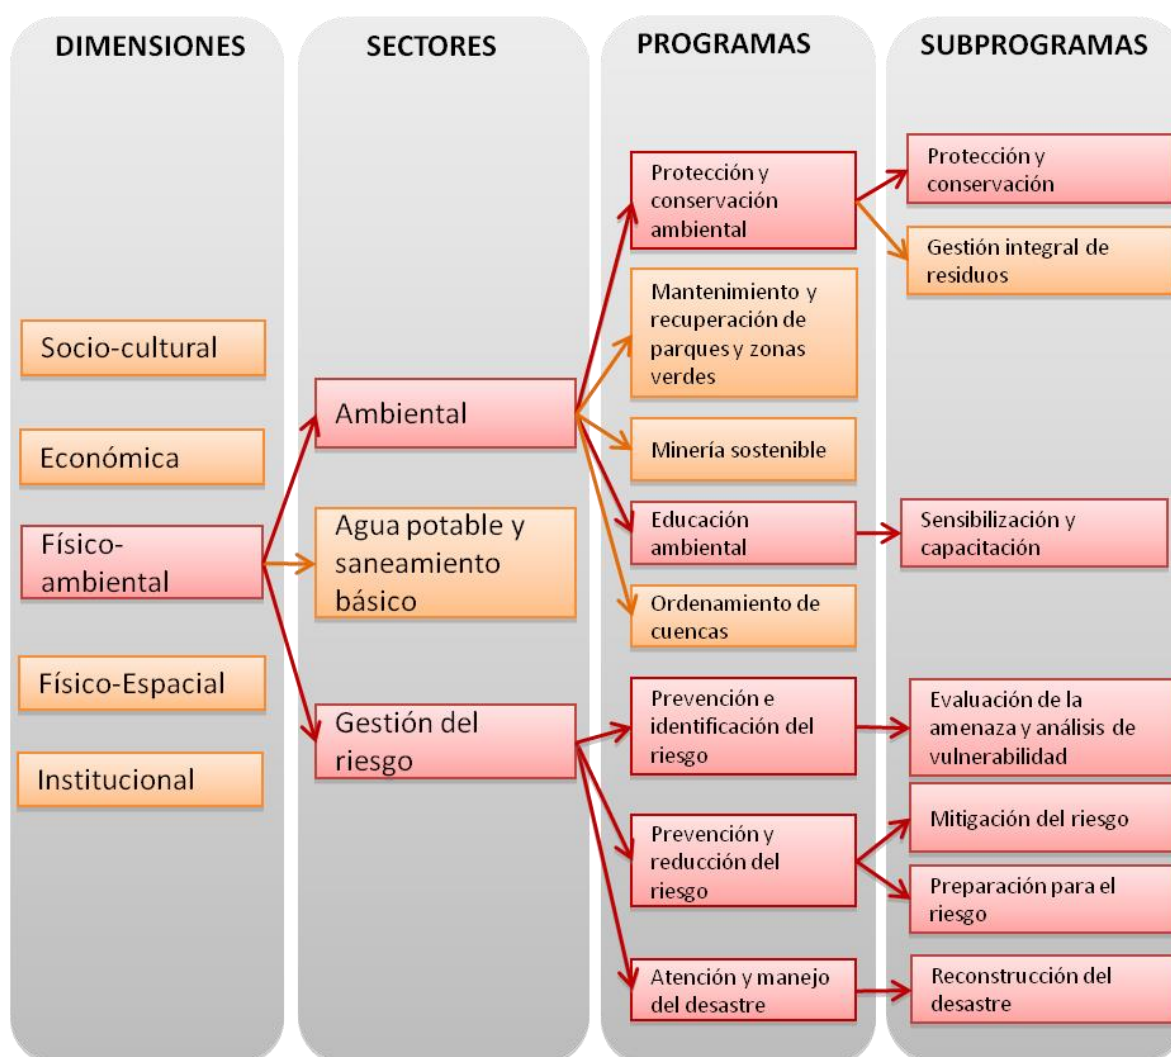 DIMENSIONES
SECTORES
PROGRAMAS
SUBPROGRAMAS
Socio-cultural
Económica
Físico-
ambiental
Físico-Espacial
Institucional
Ambiental
Agua potable y
saneamiento
básico
Gestión del
riesgo
Protección y
conservación
ambiental
Mantenimiento y
recuperación de
parques y zonas
verdes
Minería sostenible
Educación
ambiental
Ordenamiento de
cuencas
Prevención e
identificación del
riesgo
Prevención y
reducción del
riesgo
Atención y manejo
del desastre
Protección y
conservación
Gestión integral de
residuos
Sensibilización y
capacitación
Evaluación de la
amenaza y análisis de
vulnerabilidad
Mitigación del riesgo
Preparación para el
riesgo
Reconstrucción del
desastre